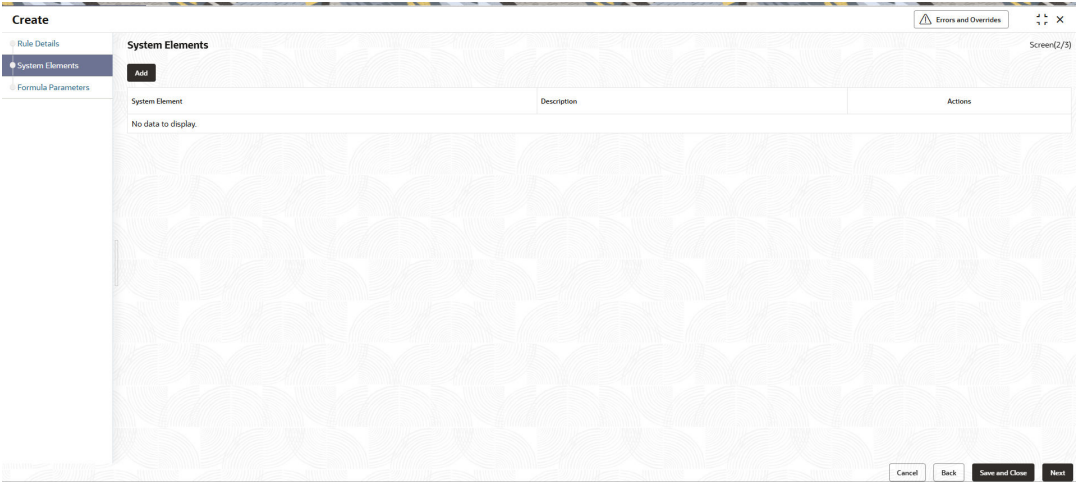 Create
Errors and Overrides
Rule Details
System Elements
Formula Parameters
System Elements
Screen(2/3)
Add
System Element Description Actions
No data to display.
Cancel Back Save and Close Next